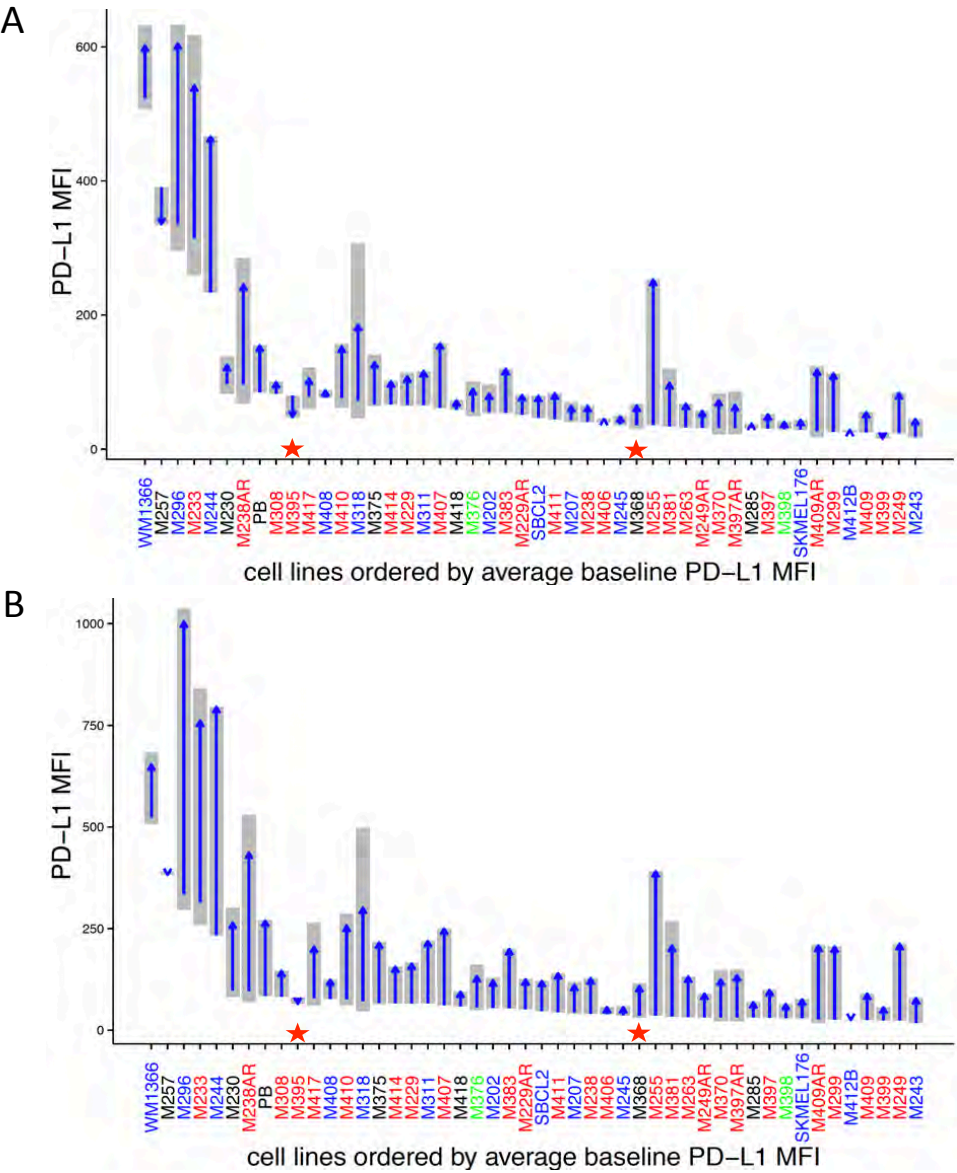 A
PD-L1 MFI
600
400
200
0
WM1366
M257
M296
M233
M244
M230
M238AR
PB
M308
M395
M417
M408
M410
M318
M375
M414
M229
M311
M407
M418
M376
M202
M383
M229AR
SBCL2
M411
M207
M238
M406
M245
M368
M255
M381
M263
M249AR
M370
M397AR
M285
M397
M398
SKMEL176
M409AR
M299
M412B
M409
M399
M249
M243
cell lines ordered by average baseline PD-L1 MFI
B
PD-L1 MFI
1000
750
500
250
0
WM1366
M257
M296
M233
M244
M230
M238AR
PB
M308
M395
M417
M408
M410
M318
M375
M414
M229
M311
M407
M418
M376
M202
M383
M229AR
SBCL2
M411
M207
M238
M406
M245
M368
M255
M381
M263
M249AR
M370
M397AR
M285
M397
M398
SKMEL176
M409AR
M299
M412B
M409
M399
M249
M243
cell lines ordered by average baseline PD-L1 MFI